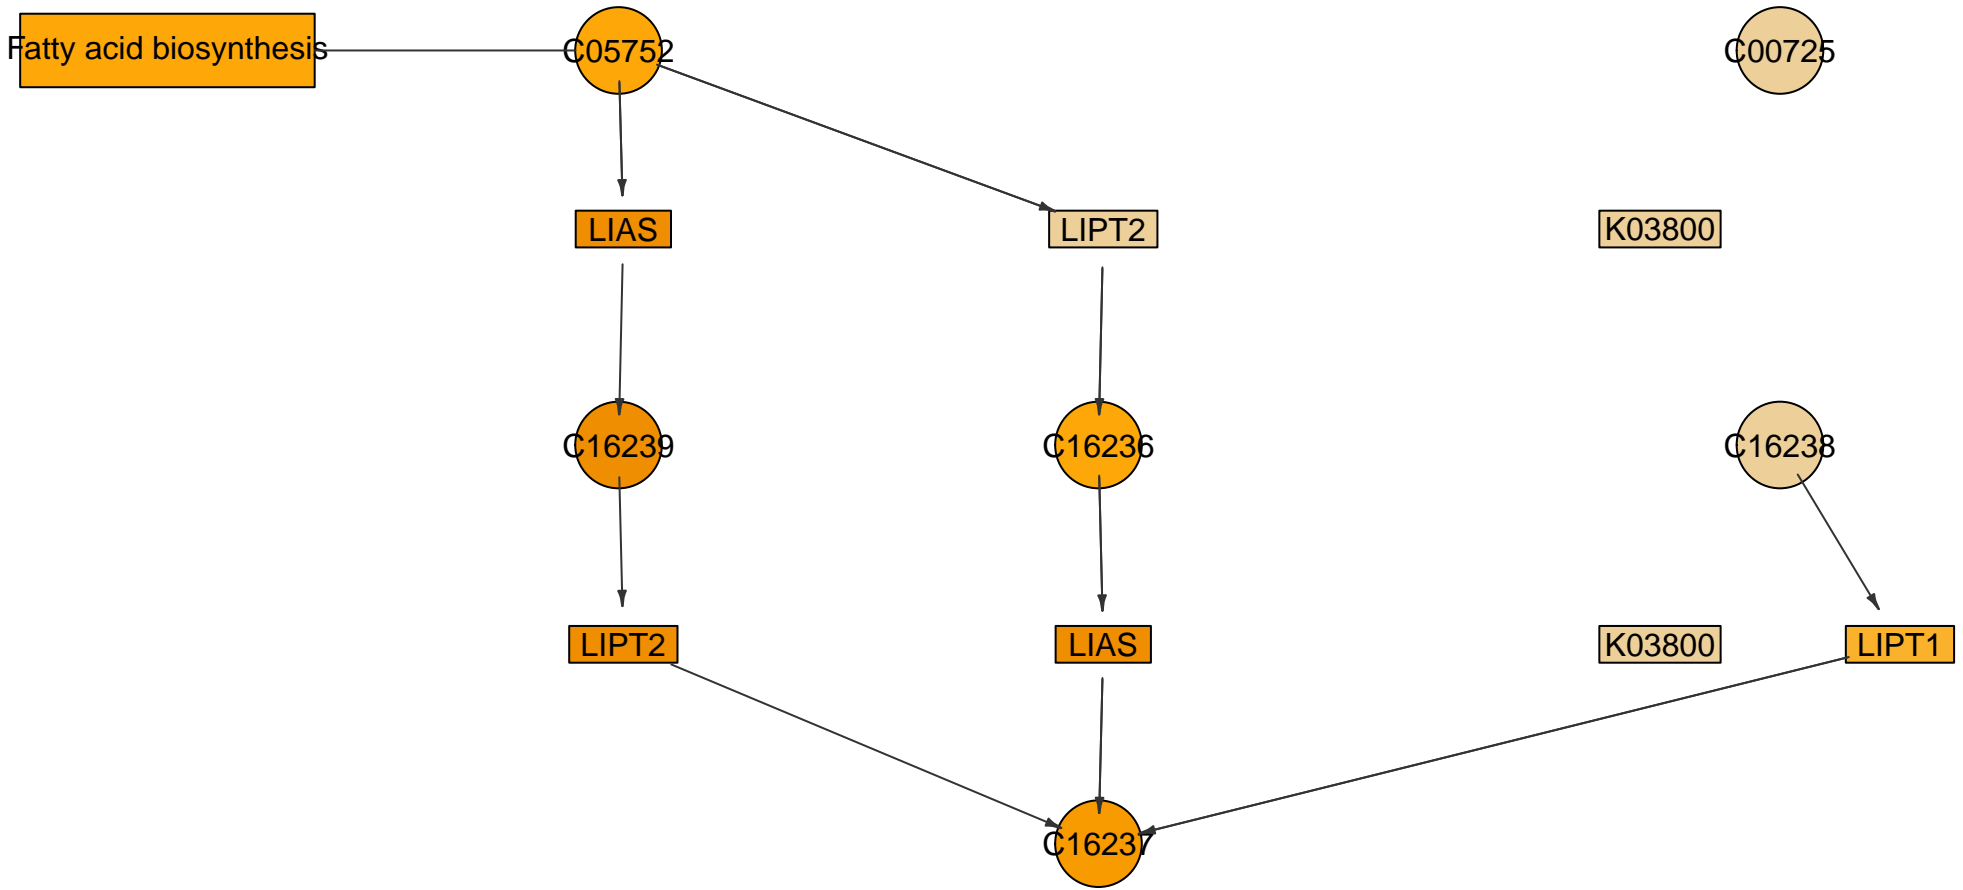 Fatty acid biosynthesis
C05752
C00725
LIAS
LIPT2
K03800
C16239
C16236
C16238
LIPT2
LIAS
K03800
LIPT1
C16237